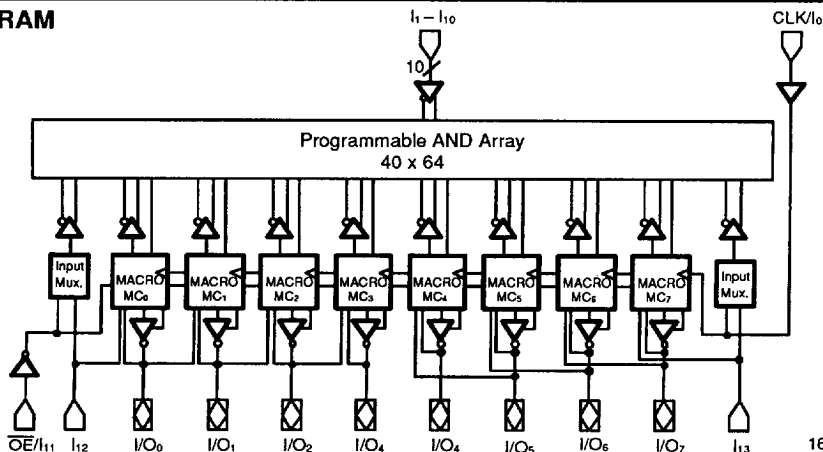 RAM
I₁ – I₁₀
CLK/I₀
10
Programmable AND Array
40 x 64
Input Mux.
MACRO MC₀
MACRO MC₁
MACRO MC₂
MACRO MC₃
MACRO MC₄
MACRO MC₅
MACRO MC₆
MACRO MC₇
Input Mux.
OE/I₁₁
I₁₂
I/O₀
I/O₁
I/O₂
I/O₄
I/O₄
I/O₅
I/O₆
I/O₇
I₁₃
16